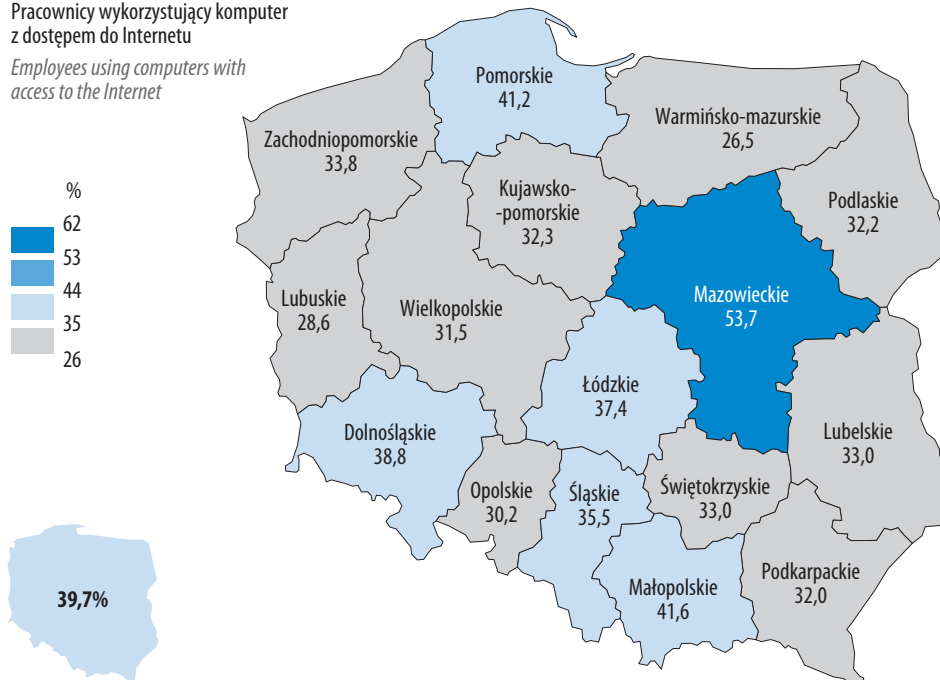 Pracownicy wykorzystujący komputer
z dostępem do Internetu
Employees using computers with
access to the Internet
%
62
53
44
35
26
Pomorskie
41,2
Warmińsko-mazurskie
26,5
Zachodniopomorskie
33,8
Kujawsko-
-pomorskie
32,3
Podlaskie
32,2
Lubuskie
28,6
Wielkopolskie
31,5
Mazowieckie
53,7
Łódzkie
37,4
Dolnośląskie
38,8
Lubelskie
33,0
Opolskie
30,2
Śląskie
35,5
Świętokrzyskie
33,0
Małopolskie
41,6
Podkarpackie
32,0
39,7%